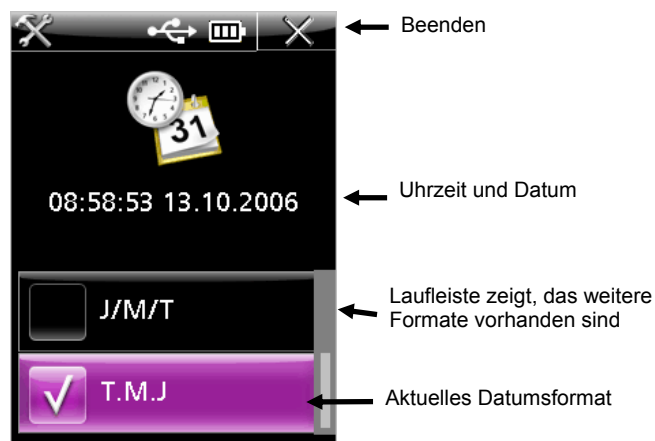 Beenden
31
08:58:53 13.10.2006
Uhrzeit und Datum
J/M/T
Laufleiste zeigt, das weitere
Formate vorhanden sind
T.M.J
Aktuelles Datumsformat